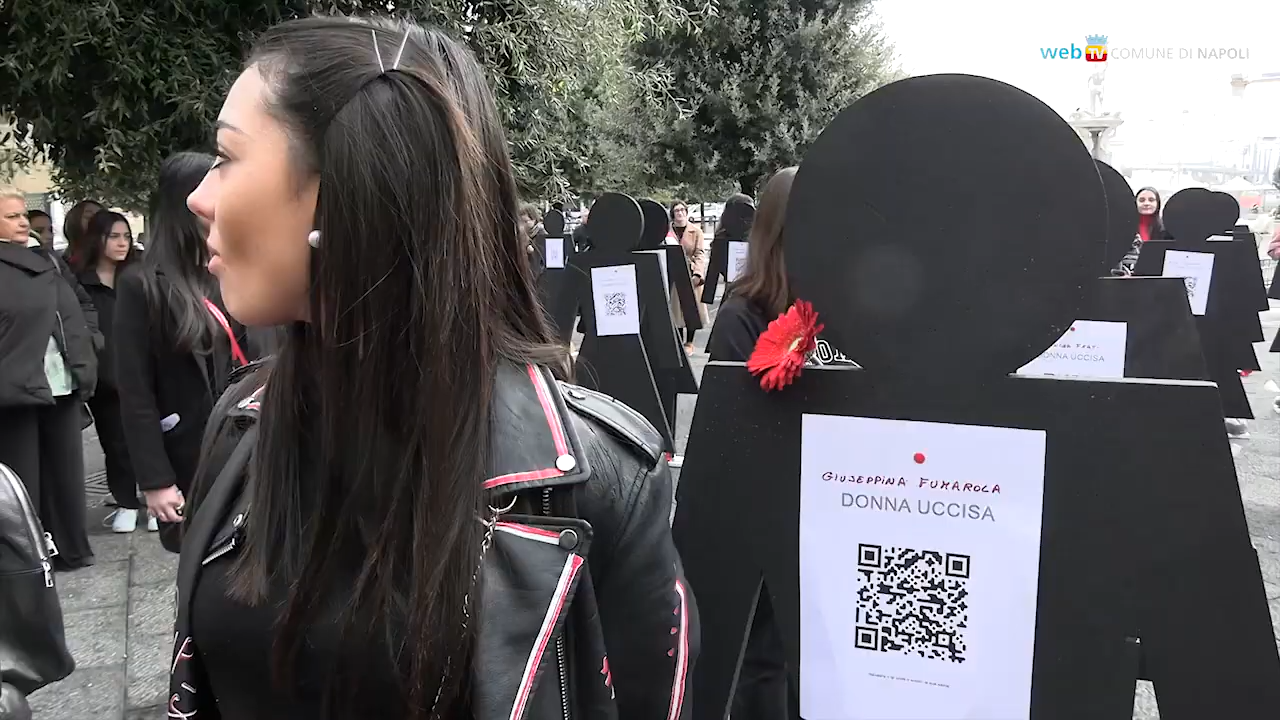 web TV COMUNE DI NAPOLI
GIUSEPPINA FUMAROLA
DONNA UCCISA
DONNA UCCISA